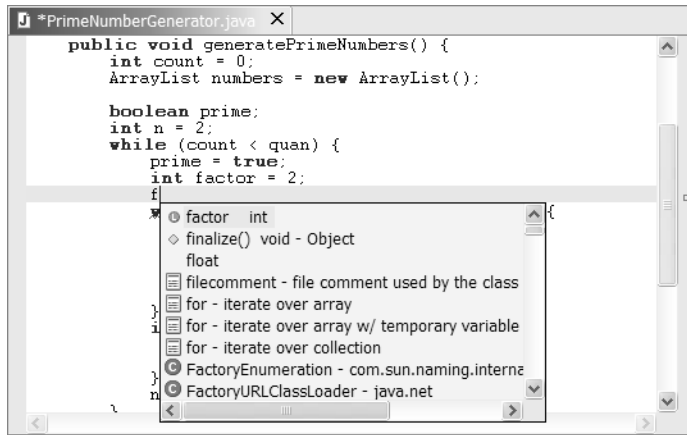 *PrimeNumberGenerator.java
public void generatePrimeNumbers() {
int count = 0;
ArrayList numbers = new ArrayList();
boolean prime;
int n = 2;
while (count < quan) {
prime = true;
int factor = 2;
f
w {
factor int
finalize() void - Object
float
filecomment - file comment used by the class
for - iterate over array
}
for - iterate over array w/ temporary variable
i
for - iterate over collection
FactoryEnumeration - com.sun.naming.interna
}
FactoryURLClassLoader - java.net
n